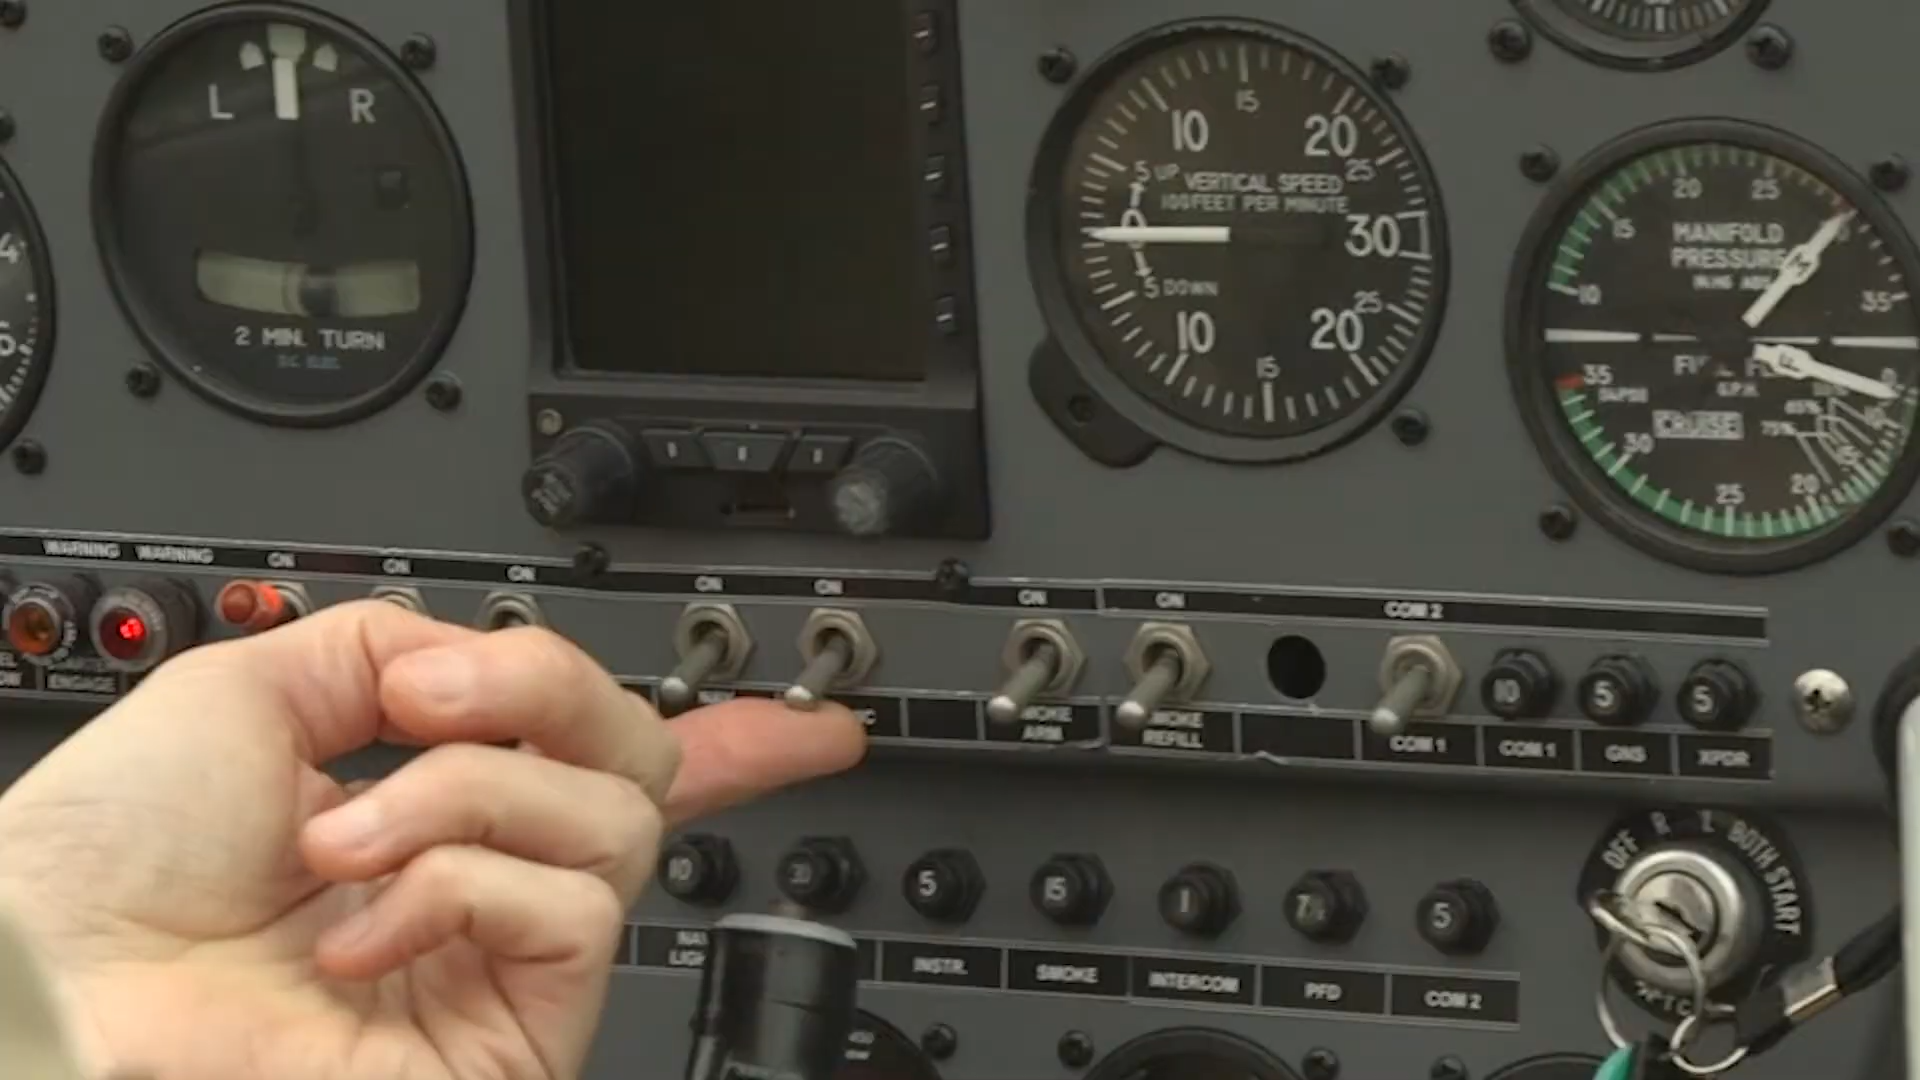 L R
2 MIN. TURN
D.C. ELEC.
15
10 20
5 UP 25
VERTICAL SPEED
100 FEET PER MINUTE
0 30
5 DOWN 25
10 20
15
20 25
15
MANIFOLD
PRESSURE
10 35
35
G.P.H.
65%
CRUISE 75%
30
25 20
4
WARNING WARNING ON ON ON ON ON ON ON COM 2
10 5 5
ENGAGE
SMOKE ARM SMOKE REFILL COM 1 COM 1 GNS XPDR
OFF R L BOTH START
10 30 5 15 1 7½ 5
INSTR. SMOKE INTERCOM PFD COM 2